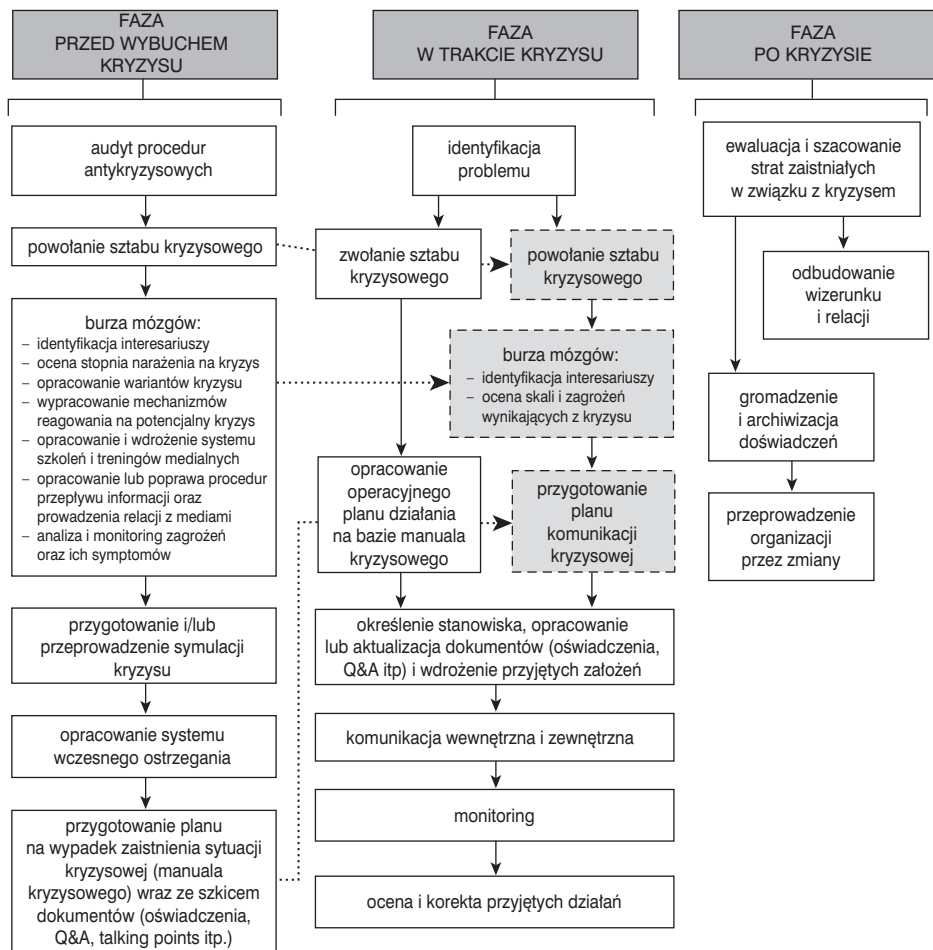 FAZA
PRZED WYBUCHEM
KRYZYSU
audyt procedur
antykryzysowych
powołanie sztabu kryzysowego
burza mózgów:
– identyfikacja interesariuszy
– ocena stopnia narażenia na kryzys
– opracowanie wariantów kryzysu
– wypracowanie mechanizmów
reagowania na potencjalny kryzys
– opracowanie i wdrożenie systemu
szkoleń i treningów medialnych
– opracowanie lub poprawa procedur
przepływu informacji oraz
prowadzenia relacji z mediami
– analiza i monitoring zagrożeń
oraz ich symptomów
przygotowanie i/lub
przeprowadzenie symulacji
kryzysu
opracowanie systemu
wczesnego ostrzegania
przygotowanie planu
na wypadek zaistnienia sytuacji
kryzysowej (manuala
kryzysowego) wraz ze szkicem
dokumentów (oświadczenia,
Q&A, talking points itp.)
FAZA
W TRAKCIE KRYZYSU
identyfikacja
problemu
zwołanie sztabu
kryzysowego
powołanie sztabu
kryzysowego
burza mózgów:
– identyfikacja interesariuszy
– ocena skali i zagrożeń
wynikających z kryzysu
opracowanie
operacyjnego
planu działania
na bazie manuala
kryzysowego
przygotowanie
planu
komunikacji
kryzysowej
określenie stanowiska, opracowanie
lub aktualizacja dokumentów (oświadczenia,
Q&A itp) i wdrożenie przyjętych założeń
komunikacja wewnętrzna i zewnętrzna
monitoring
ocena i korekta przyjętych działań
FAZA
PO KRYZYSIE
ewaluacja i szacowanie
strat zaistniałych
w związku z kryzysem
odbudowanie
wizerunku
i relacji
gromadzenie
i archiwizacja
doświadczeń
przeprowadzenie
organizacji
przez zmiany